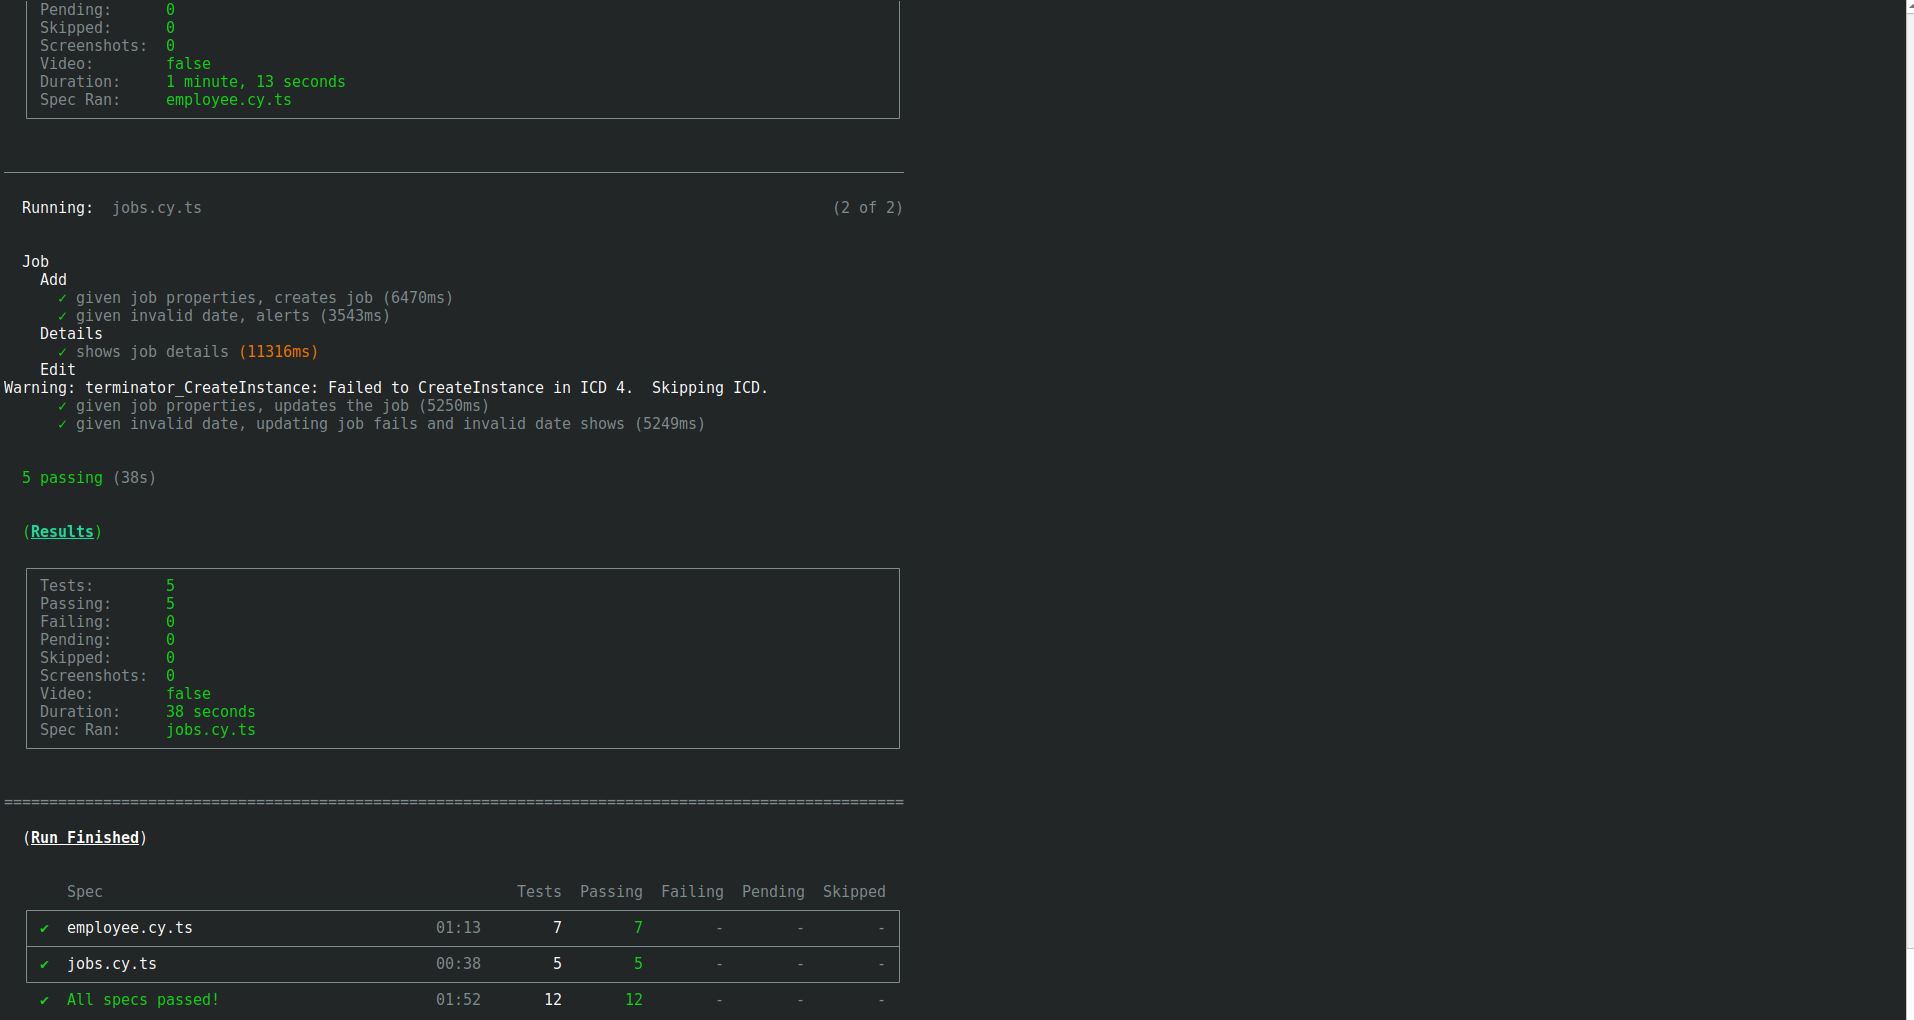 Pending: 0
Skipped: 0
Screenshots: 0
Video: false
Duration: 1 minute, 13 seconds
Spec Ran: employee.cy.ts
Running: jobs.cy.ts (2 of 2)
Job
Add
✓ given job properties, creates job (6470ms)
✓ given invalid date, alerts (3543ms)
Details
✓ shows job details (11316ms)
Edit
Warning: terminator_CreateInstance: Failed to CreateInstance in ICD 4.  Skipping ICD.
✓ given job properties, updates the job (5250ms)
✓ given invalid date, updating job fails and invalid date shows (5249ms)
5 passing (38s)
(Results)
Tests: 5
Passing: 5
Failing: 0
Pending: 0
Skipped: 0
Screenshots: 0
Video: false
Duration: 38 seconds
Spec Ran: jobs.cy.ts
====================================================================================================
(Run Finished)
Spec Tests Passing Failing Pending Skipped
✔ employee.cy.ts 01:13 7 7 - - -
✔ jobs.cy.ts 00:38 5 5 - - -
✔ All specs passed! 01:52 12 12 - - -